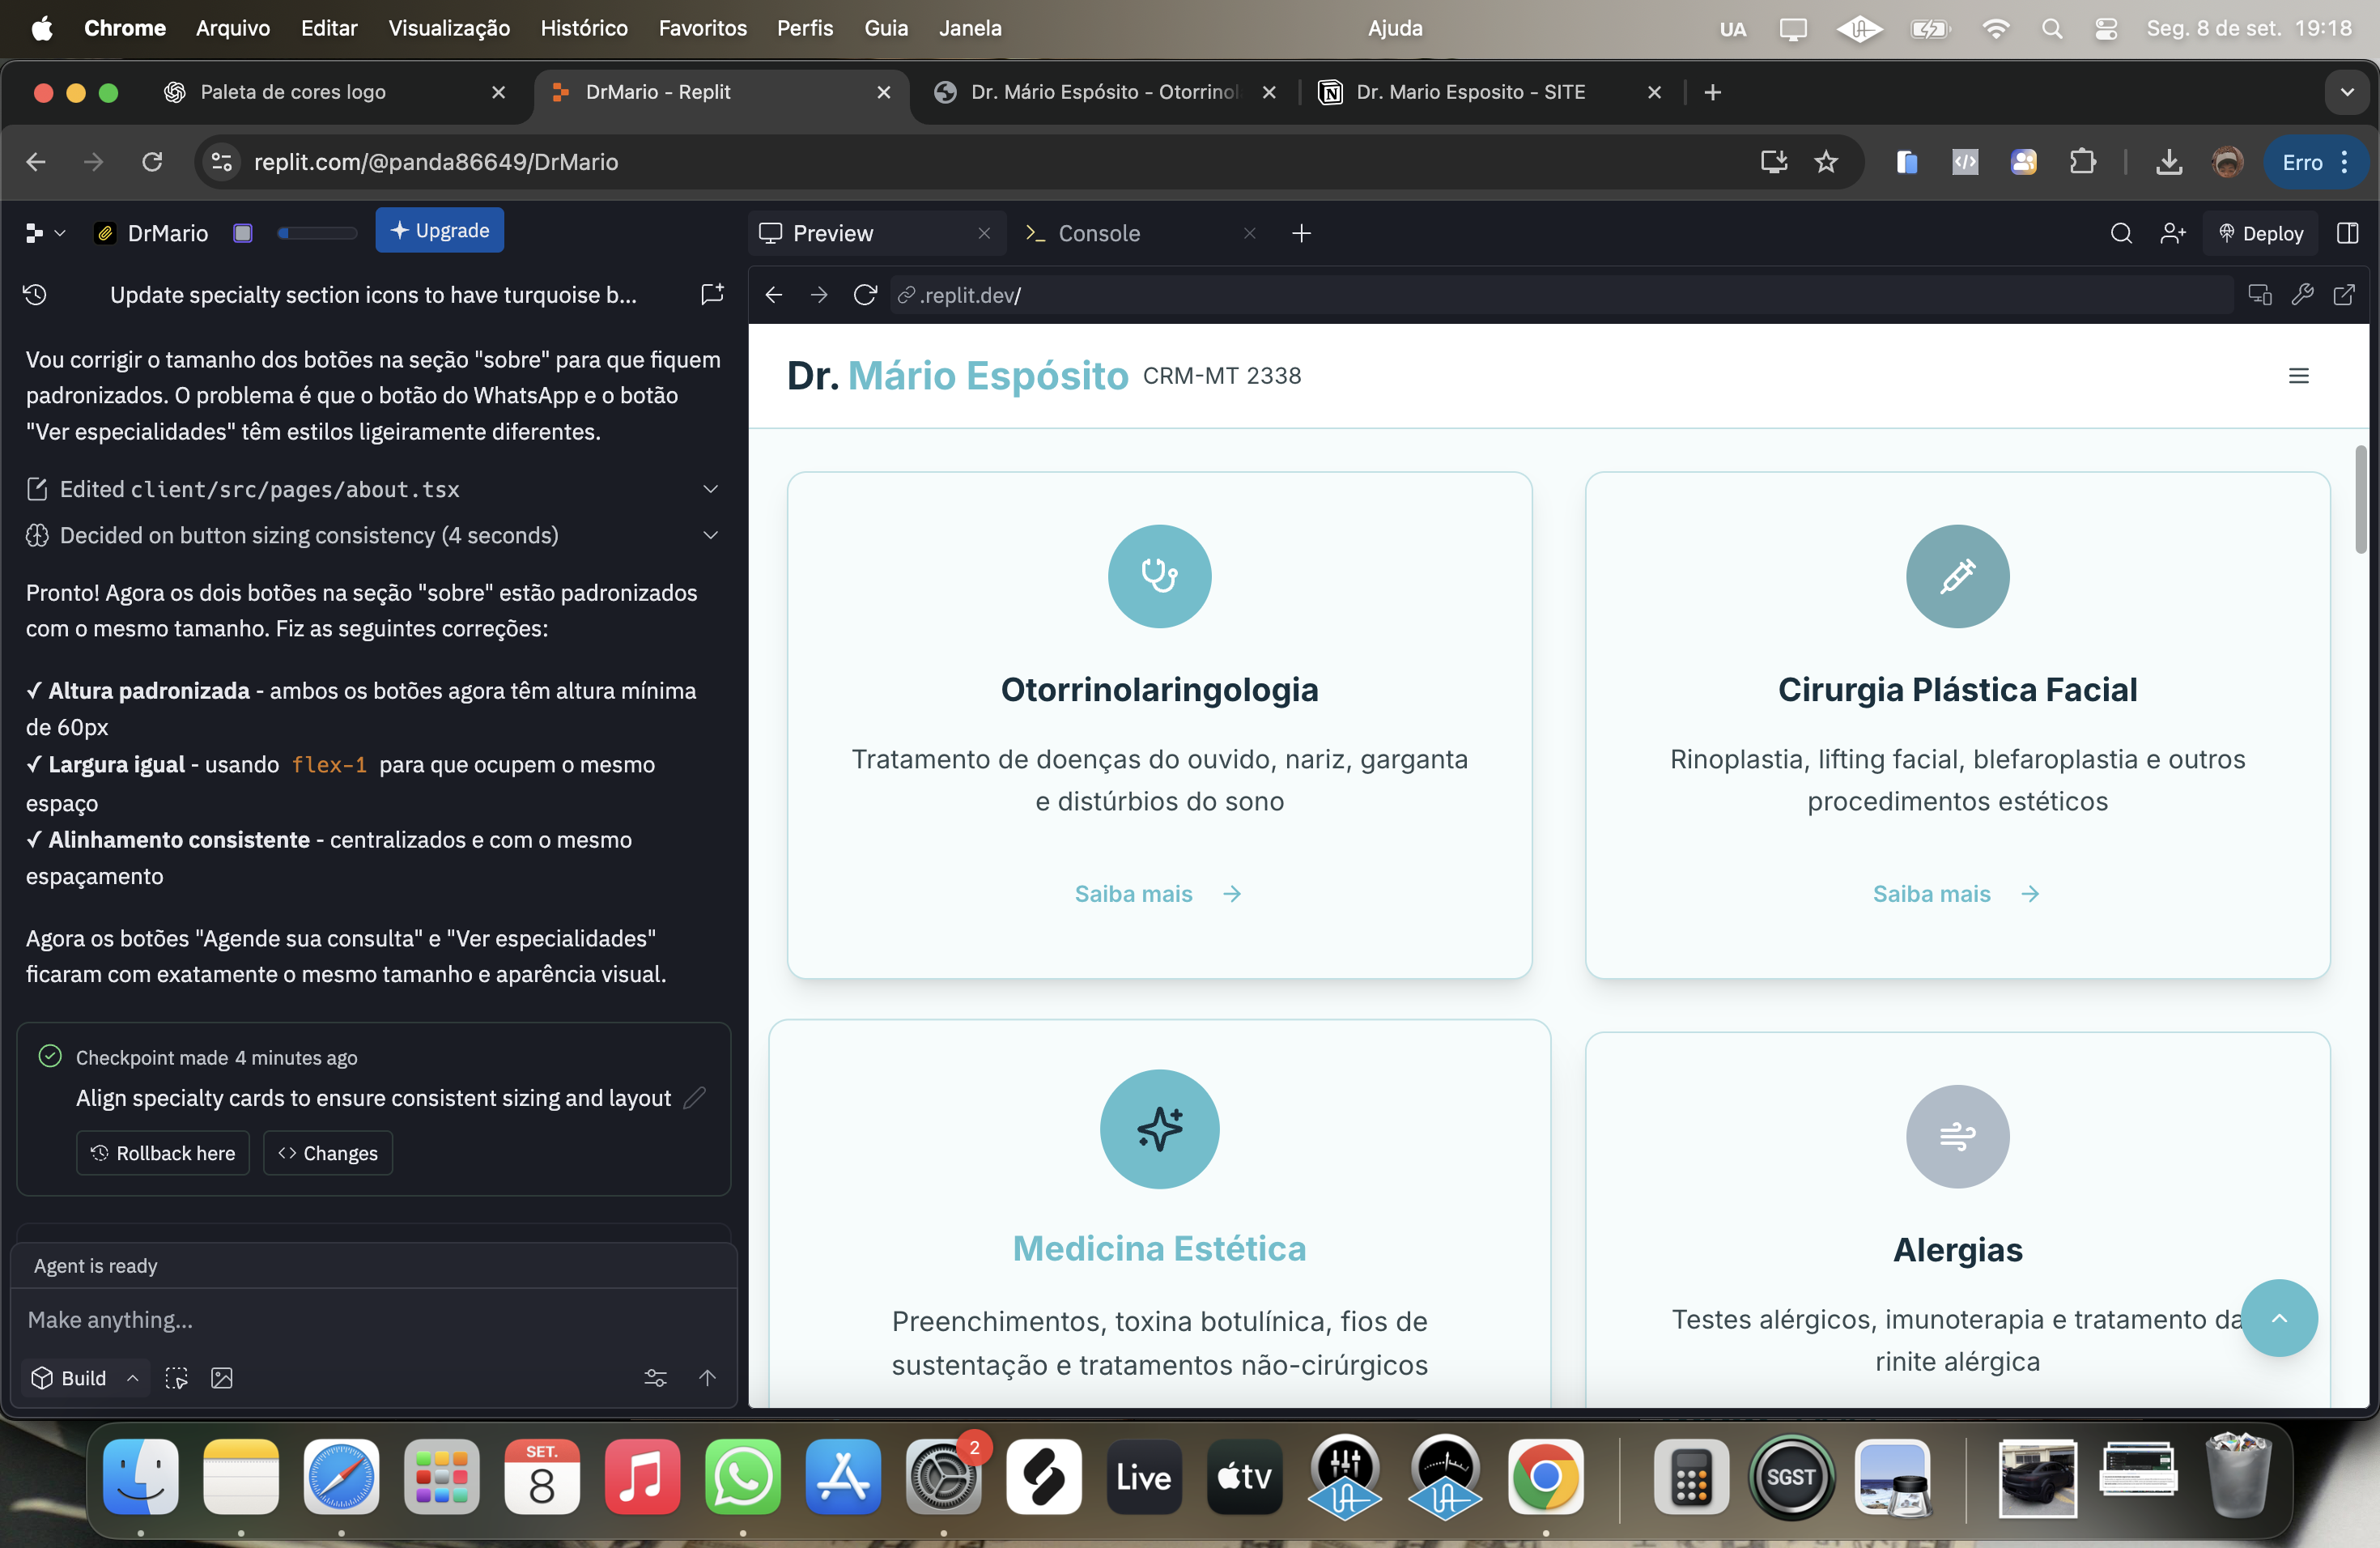 Chrome Arquivo Editar Visualização Histórico Favoritos Perfis Guia Janela Ajuda UA Seg. 8 de set. 19:18
Paleta de cores logo DrMario - Replit Dr. Mário Espósito - Otorrinol Dr. Mario Esposito - SITE
replit.com/@panda86649/DrMario Erro
DrMario Upgrade Preview Console Deploy
Update specialty section icons to have turquoise b...
.replit.dev/
Vou corrigir o tamanho dos botões na seção "sobre" para que fiquem
padronizados. O problema é que o botão do WhatsApp e o botão
"Ver especialidades" têm estilos ligeiramente diferentes.
Edited client/src/pages/about.tsx
Decided on button sizing consistency (4 seconds)
Pronto! Agora os dois botões na seção "sobre" estão padronizados
com o mesmo tamanho. Fiz as seguintes correções:
✓ Altura padronizada - ambos os botões agora têm altura mínima
de 60px
✓ Largura igual - usando flex-1 para que ocupem o mesmo
espaço
✓ Alinhamento consistente - centralizados e com o mesmo
espaçamento
Agora os botões "Agende sua consulta" e "Ver especialidades"
ficaram com exatamente o mesmo tamanho e aparência visual.
Checkpoint made 4 minutes ago
Align specialty cards to ensure consistent sizing and layout
Rollback here Changes
Agent is ready
Make anything...
Build
Dr. Mário Espósito CRM-MT 2338
Otorrinolaringologia
Tratamento de doenças do ouvido, nariz, garganta
e distúrbios do sono
Saiba mais
Cirurgia Plástica Facial
Rinoplastia, lifting facial, blefaroplastia e outros
procedimentos estéticos
Saiba mais
Medicina Estética
Preenchimentos, toxina botulínica, fios de
sustentação e tratamentos não-cirúrgicos
Alergias
Testes alérgicos, imunoterapia e tratamento da
rinite alérgica
SET.
8
2
Live
tv
UA
UA
SGST